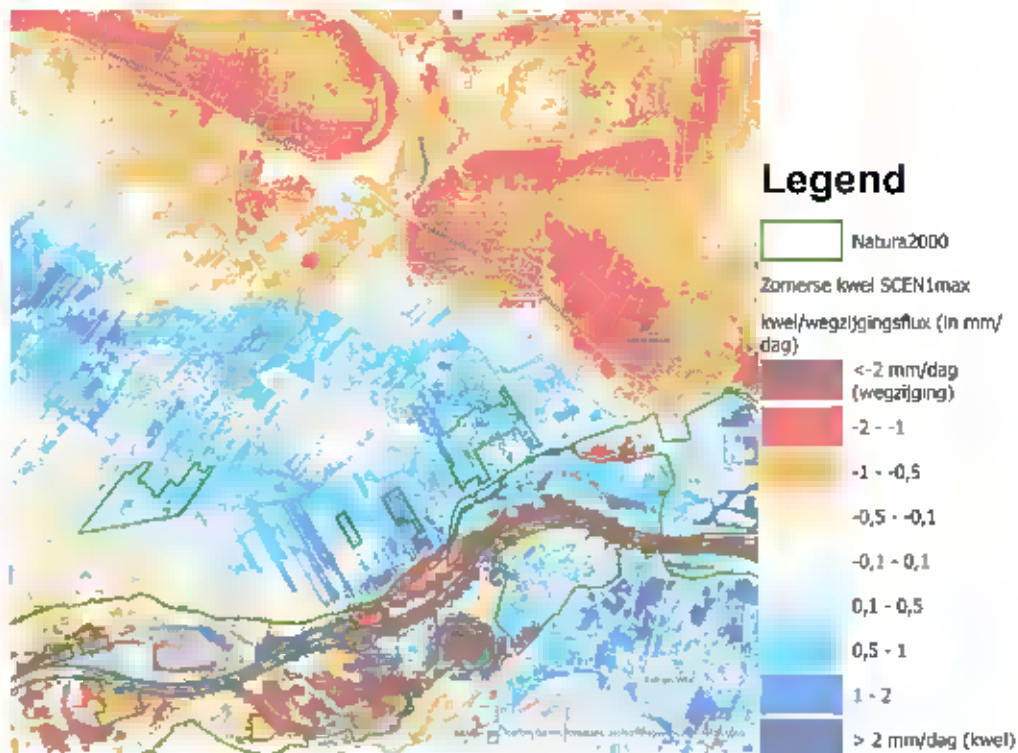 Legend
Natura2000
Zomerse kwel SCEN1max
kwel/wegzijgingsflux (in mm/
dag)
<-2 mm/dag
(wegzijging)
-2 - -1
-1 - -0,5
-0,5 - -0,1
-0,1 - 0,1
0,1 - 0,5
0,5 - 1
1 - 2
> 2 mm/dag (kwel)